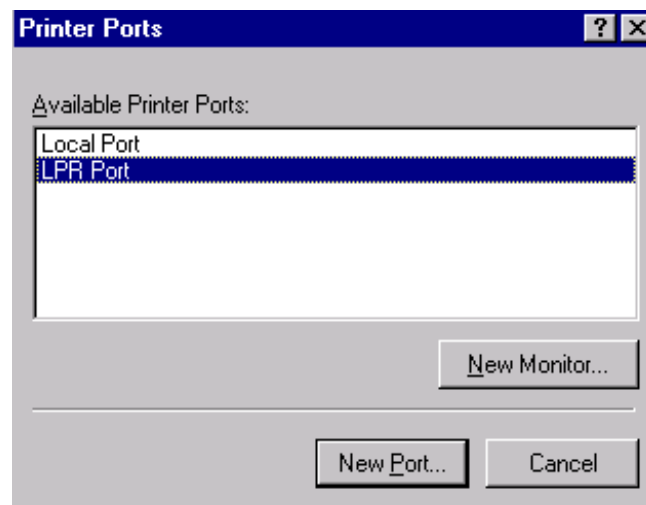 Printer Ports
Available Printer Ports:
Local Port
LPR Port
New Monitor...
New Port...    Cancel